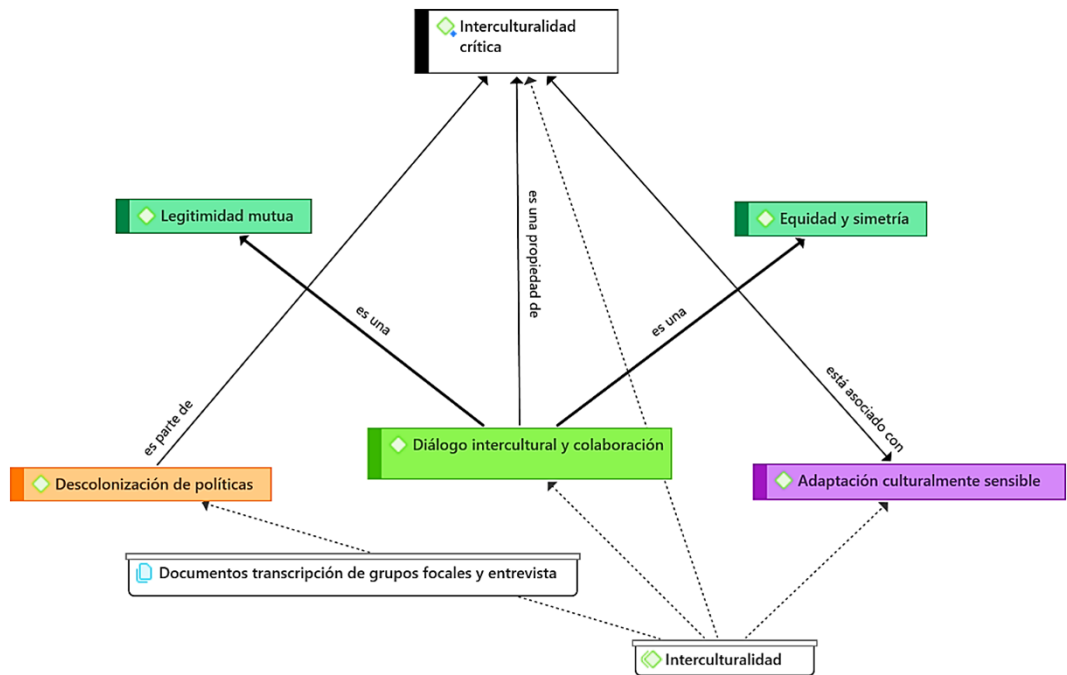 Interculturalidad
crítica
Legitimidad mutua
Equidad y simetría
es una propiedad de
es una
es una
es parte de
está asociado con
Diálogo intercultural y colaboración
Descolonización de políticas
Adaptación culturalmente sensible
Documentos transcripción de grupos focales y entrevista
Interculturalidad